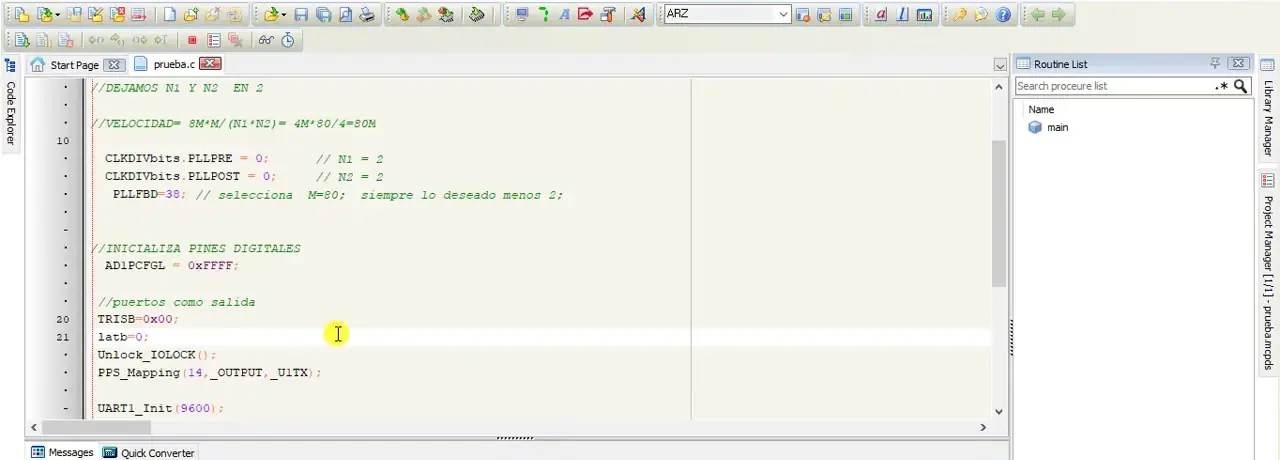 ARZ
Start Page
prueba.c
Routine List
Code Explorer
//DEJAMOS N1 Y N2  EN 2
//VELOCIDAD= 8M*M/(N1*N2)= 4M*80/4=80M
10
CLKDIVbits.PLLPRE = 0;      // N1 = 2
CLKDIVbits.PLLPOST = 0;     // N2 = 2
PLLFBD=38; // selecciona  M=80;  siempre lo deseado menos 2;
//INICIALIZA PINES DIGITALES
AD1PCFGL = 0xFFFF;
//puertos como salida
20 TRISB=0x00;
21 latb=0;
Unlock_IOLOCK();
PPS_Mapping(14,_OUTPUT,_U1TX);
UART1_Init(9600);
Search proceure list
.*
Name
main
Library Manager
Project Manager [1/1] - prueba.mcpds
Messages
Quick Converter